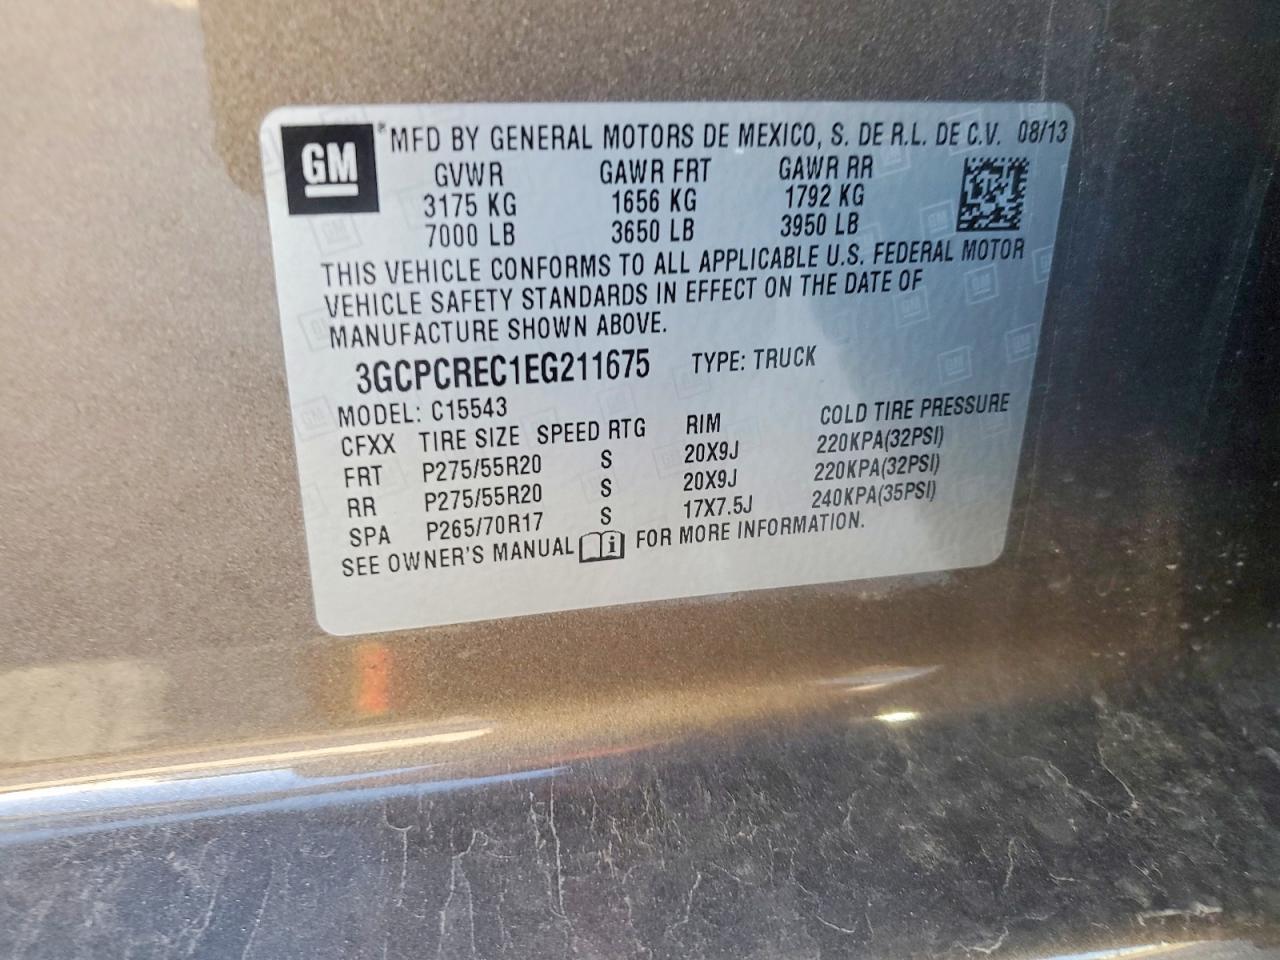 GM
MFD BY GENERAL MOTORS DE MEXICO, S. DE R.L. DE C.V. 08/13
GVWR GAWR FRT GAWR RR
3175 KG 1656 KG 1792 KG
7000 LB 3650 LB 3950 LB
THIS VEHICLE CONFORMS TO ALL APPLICABLE U.S. FEDERAL MOTOR
VEHICLE SAFETY STANDARDS IN EFFECT ON THE DATE OF
MANUFACTURE SHOWN ABOVE.
3GCPCREC1EG211675 TYPE: TRUCK
MODEL: C15543
CFXX TIRE SIZE SPEED RTG RIM COLD TIRE PRESSURE
FRT P275/55R20 S 20X9J 220KPA(32PSI)
RR P275/55R20 S 20X9J 220KPA(32PSI)
SPA P265/70R17 S 17X7.5J 240KPA(35PSI)
SEE OWNER'S MANUAL i FOR MORE INFORMATION.